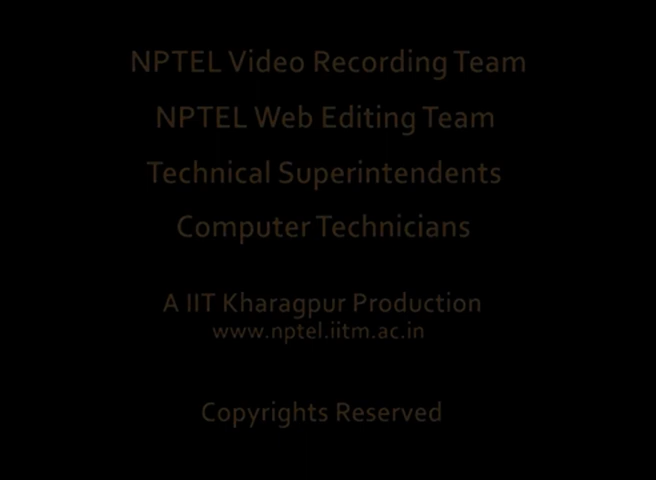 NPTEL Video Recording Team
NPTEL Web Editing Team
Technical Superintendents
Computer Technicians
A IIT Kharagpur Production
www.nptel.iitm.ac.in
Copyrights Reserved